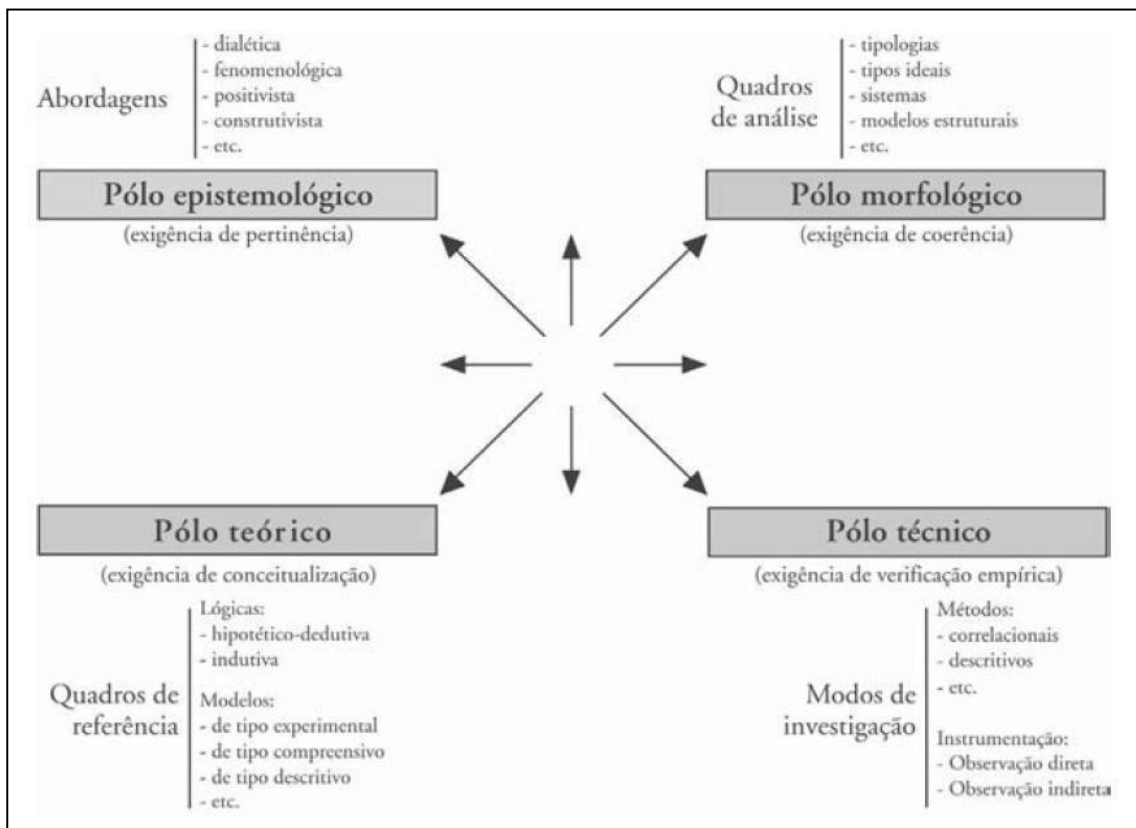 Abordagens
- dialética
- fenomenológica
- positivista
- construtivista
- etc.
Pólo epistemológico
(exigência de pertinência)
Quadros
de análise
- tipologias
- tipos ideais
- sistemas
- modelos estruturais
- etc.
Pólo morfológico
(exigência de coerência)
Pólo teórico
(exigência de conceitualização)
Quadros de
referência
Lógicas:
- hipotético-dedutiva
- indutiva
Modelos:
- de tipo experimental
- de tipo compreensivo
- de tipo descritivo
- etc.
Pólo técnico
(exigência de verificação empírica)
Modos de
investigação
Métodos:
- correlacionais
- descritivos
- etc.
Instrumentação:
- Observação direta
- Observação indireta